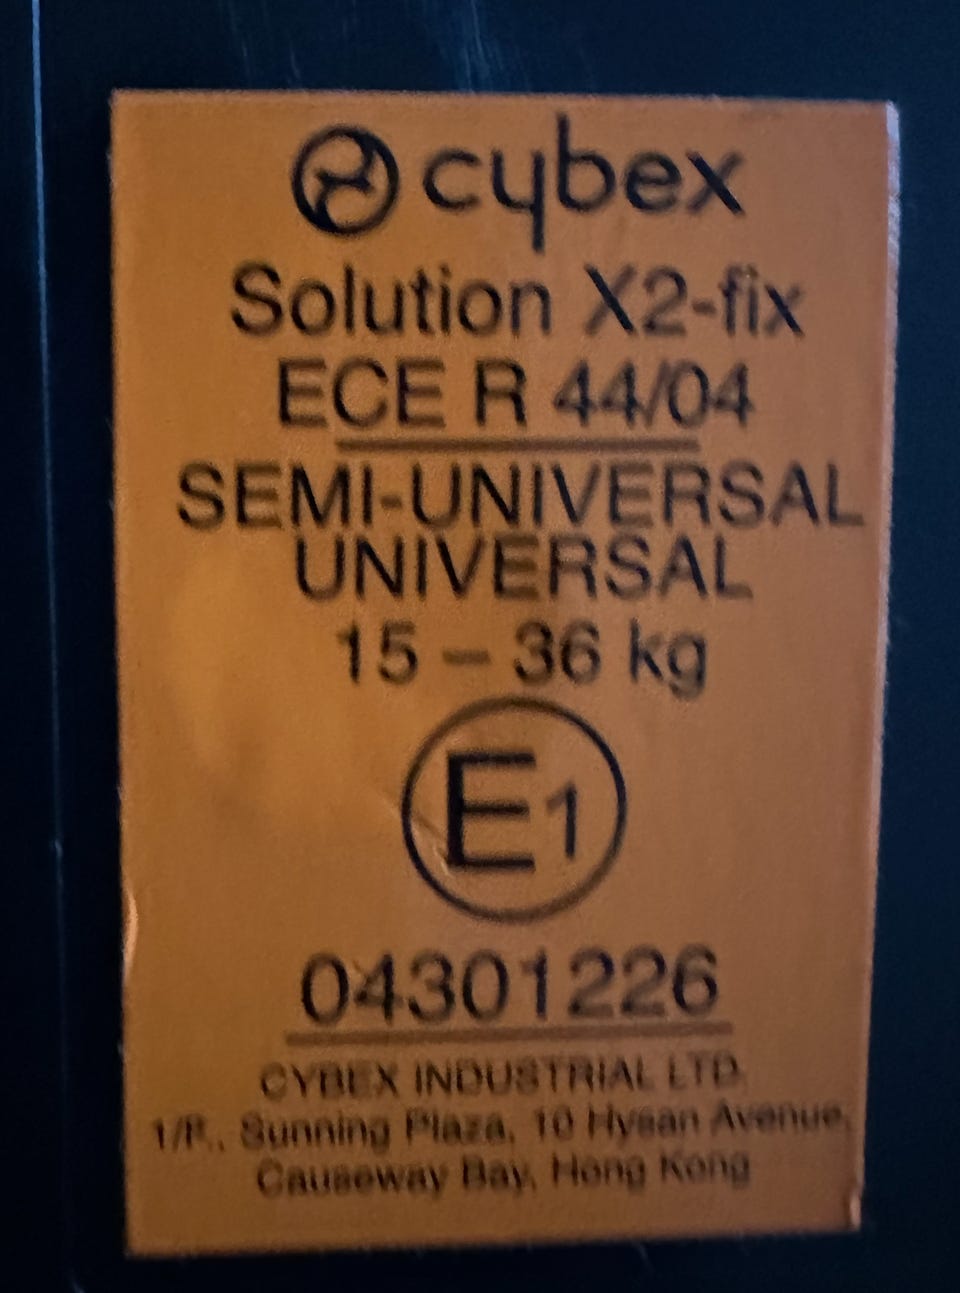 cybex
Solution X2-fix
ECE R 44/04
SEMI-UNIVERSAL
UNIVERSAL
15 – 36 kg
E1
04301226
CYBEX INDUSTRIAL LTD.
1/F., Sunning Plaza, 10 Hysan Avenue,
Causeway Bay, Hong Kong